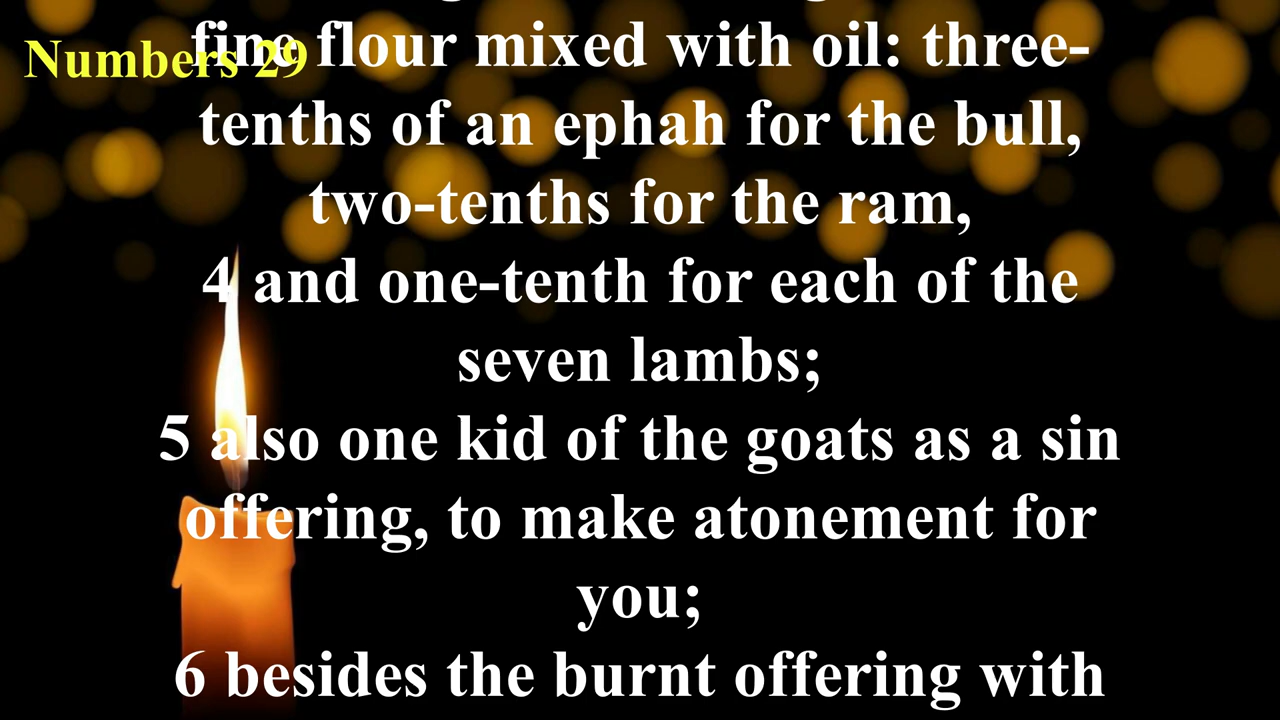 Numbers 29
fine flour mixed with oil: three-
tenths of an ephah for the bull,
two-tenths for the ram,
4 and one-tenth for each of the
seven lambs;
5 also one kid of the goats as a sin
offering, to make atonement for
you;
6 besides the burnt offering with